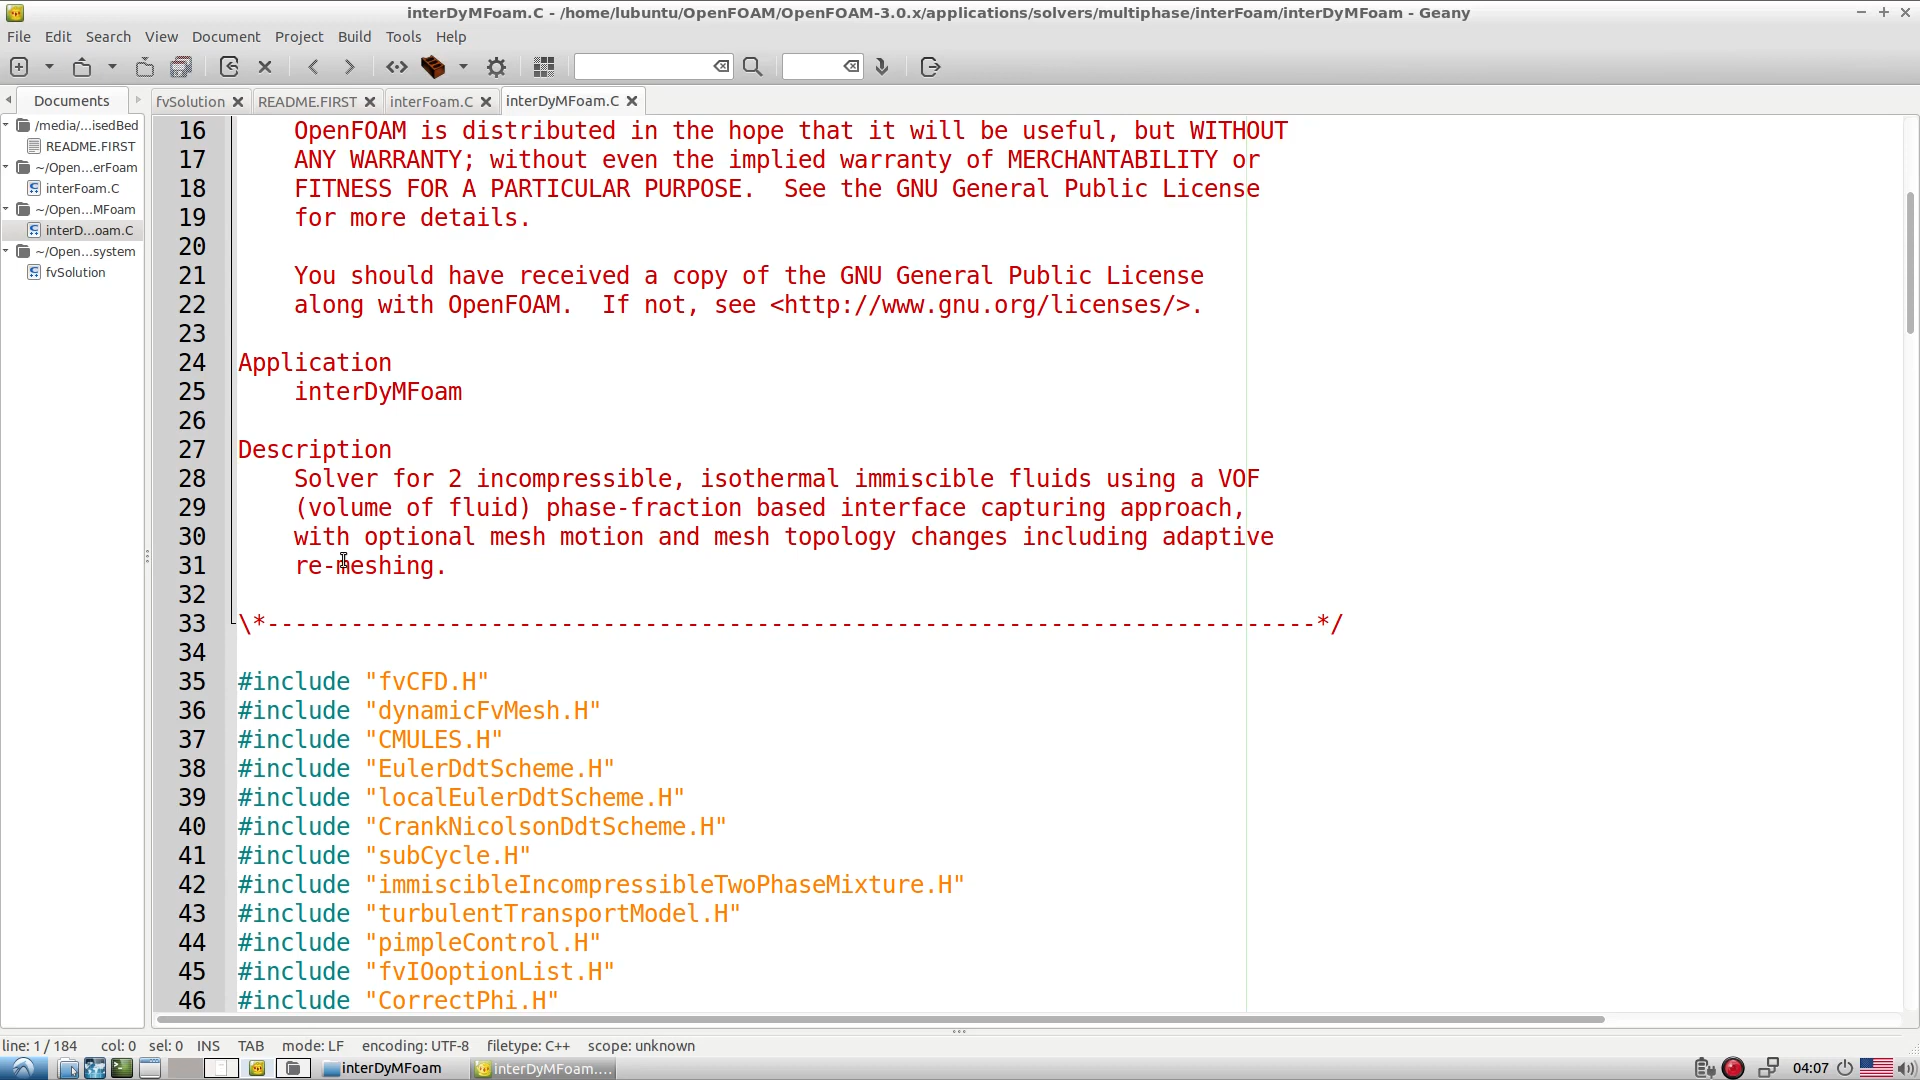 interDyMFoam.C - /home/lubuntu/OpenFOAM/OpenFOAM-3.0.x/applications/solvers/multiphase/interFoam/interDyMFoam - Geany
File Edit Search View Document Project Build Tools Help
Documents
fvSolution
README.FIRST
interFoam.C
interDyMFoam.C
/media/...isedBed
README.FIRST
~/Open...erFoam
interFoam.C
~/Open...MFoam
interD...oam.C
~/Open...system
fvSolution
16 OpenFOAM is distributed in the hope that it will be useful, but WITHOUT
17 ANY WARRANTY; without even the implied warranty of MERCHANTABILITY or
18 FITNESS FOR A PARTICULAR PURPOSE.  See the GNU General Public License
19 for more details.
20
21 You should have received a copy of the GNU General Public License
22 along with OpenFOAM.  If not, see <http://www.gnu.org/licenses/>.
23
24 Application
25 interDyMFoam
26
27 Description
28 Solver for 2 incompressible, isothermal immiscible fluids using a VOF
29 (volume of fluid) phase-fraction based interface capturing approach,
30 with optional mesh motion and mesh topology changes including adaptive
31 re-meshing.
32
33 \*---------------------------------------------------------------------------*/
34
35 #include "fvCFD.H"
36 #include "dynamicFvMesh.H"
37 #include "CMULES.H"
38 #include "EulerDdtScheme.H"
39 #include "localEulerDdtScheme.H"
40 #include "CrankNicolsonDdtScheme.H"
41 #include "subCycle.H"
42 #include "immiscibleIncompressibleTwoPhaseMixture.H"
43 #include "turbulentTransportModel.H"
44 #include "pimpleControl.H"
45 #include "fvIOoptionList.H"
46 #include "CorrectPhi.H"
line: 1 / 184 col: 0 sel: 0 INS TAB mode: LF encoding: UTF-8 filetype: C++ scope: unknown
interDyMFoam
interDyMFoam....
04:07